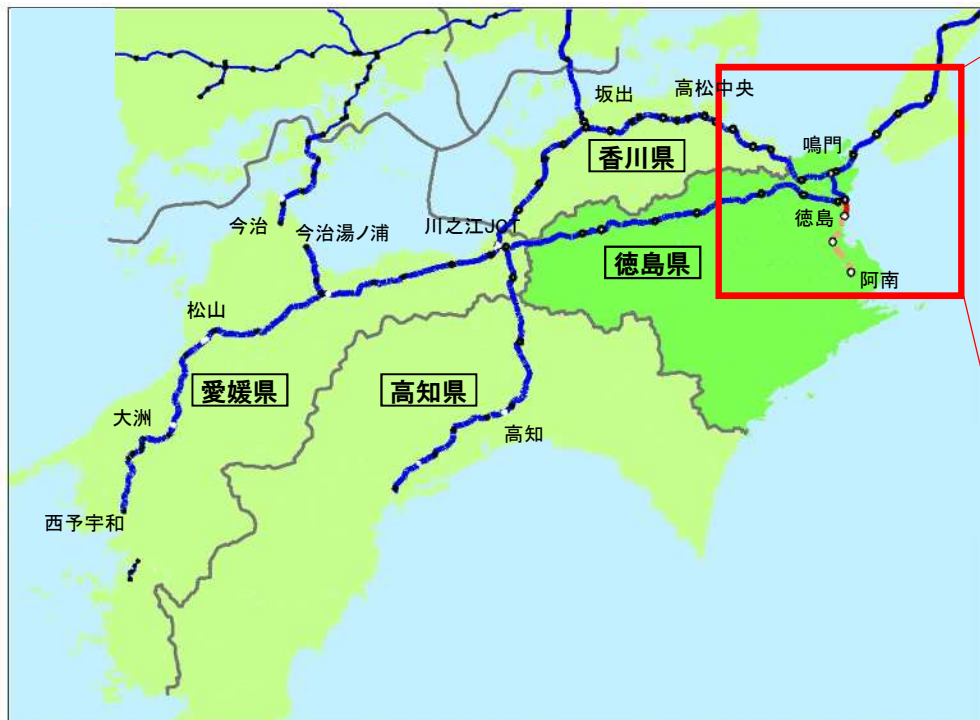 坂出
高松中央
鳴門
香川県
今治
今治湯ノ浦
川之江JCT
徳島
徳島県
阿南
松山
愛媛県
高知県
大洲
高知
西予宇和